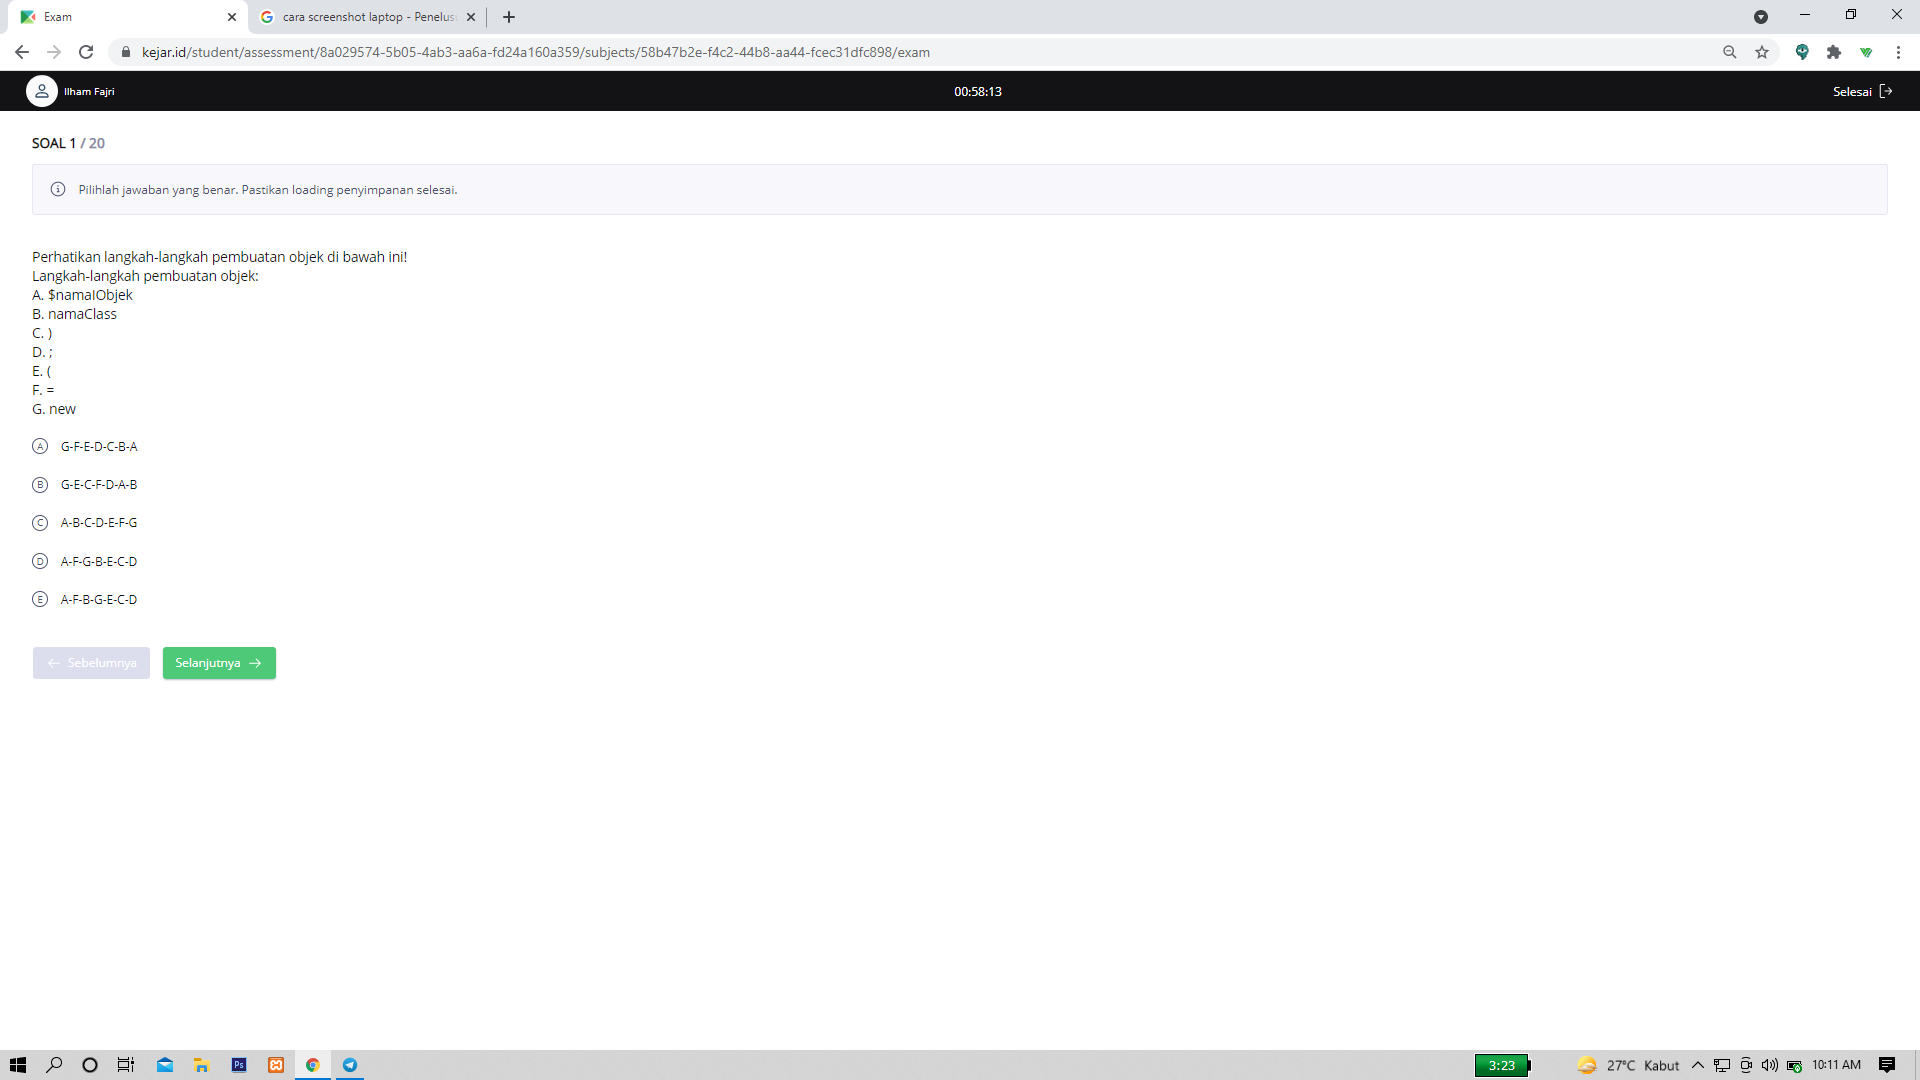 Exam
cara screenshot laptop - Penelus
kejar.id/student/assessment/8a029574-5b05-4ab3-aa6a-fd24a160a359/subjects/58b47b2e-f4c2-44b8-aa44-fcec31dfc898/exam
Ilham Fajri
00:58:13
Selesai
SOAL 1 / 20
Pilihlah jawaban yang benar. Pastikan loading penyimpanan selesai.
Perhatikan langkah-langkah pembuatan objek di bawah ini!
Langkah-langkah pembuatan objek:
A. $namaIObjek
B. namaClass
C. )
D. ;
E. (
F. =
G. new
A G-F-E-D-C-B-A
B G-E-C-F-D-A-B
C A-B-C-D-E-F-G
D A-F-G-B-E-C-D
E A-F-B-G-E-C-D
← Sebelumnya
Selanjutnya →
Ps
3:23
27°C Kabut
10:11 AM